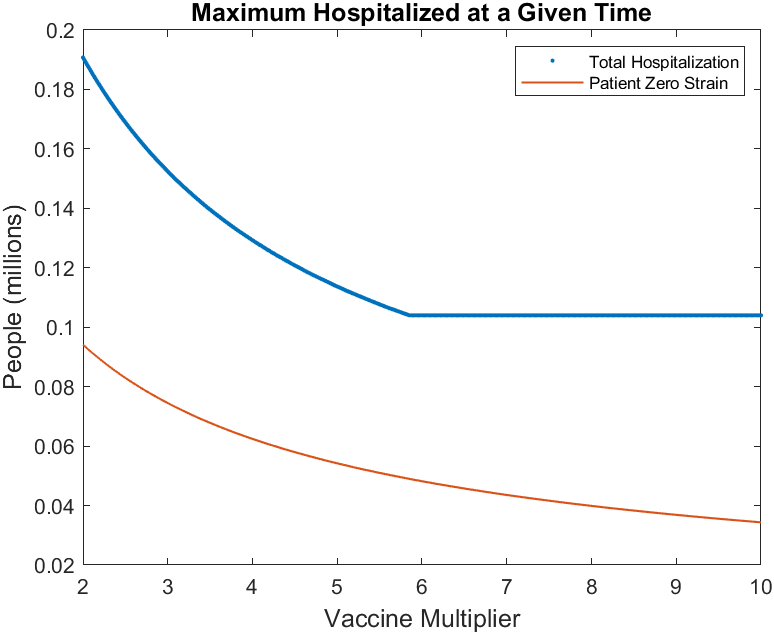 Maximum Hospitalized at a Given Time
Total Hospitalization
Patient Zero Strain
People (millions)
0.2
0.18
0.16
0.14
0.12
0.1
0.08
0.06
0.04
0.02
2 3 4 5 6 7 8 9 10
Vaccine Multiplier